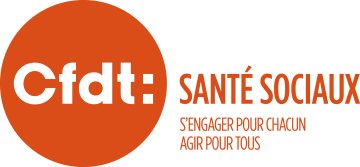 Cfdt:
SANTÉ SOCIAUX
S'ENGAGER POUR CHACUN
AGIR POUR TOUS